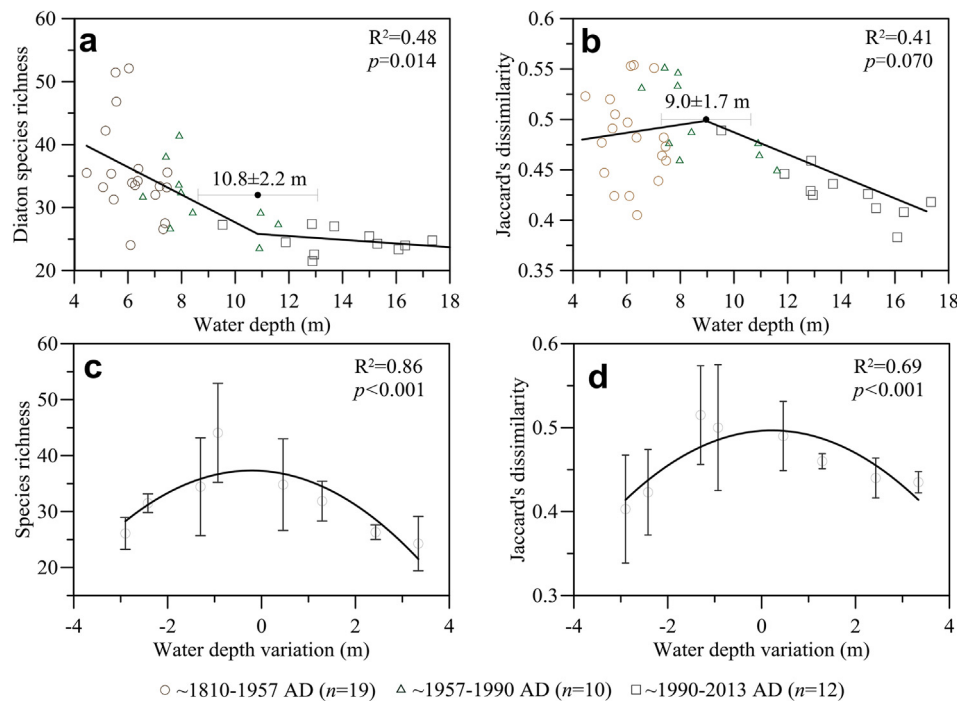 a
R²=0.48
p=0.014
10.8±2.2 m
Diaton species richness
60
50
40
30
20
4 6 8 10 12 14 16 18
Water depth (m)
b
R²=0.41
p=0.070
9.0±1.7 m
Jaccard's dissimilarity
0.6
0.55
0.5
0.45
0.4
0.35
4 6 8 10 12 14 16 18
Water depth (m)
c
R²=0.86
p<0.001
Species richness
60
50
40
30
20
-4 -2 0 2 4
Water depth variation (m)
d
R²=0.69
p<0.001
Jaccard's dissimilarity
0.6
0.5
0.4
0.3
-4 -2 0 2 4
Water depth variation (m)
~1810-1957 AD (n=19) ~1957-1990 AD (n=10) ~1990-2013 AD (n=12)